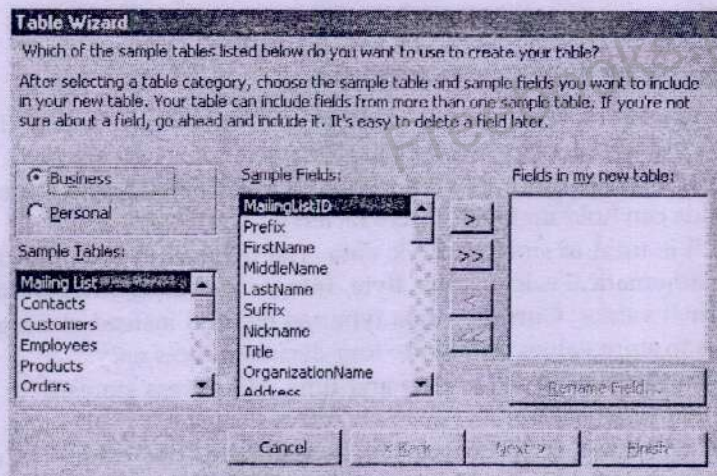 Table Wizard
Which of the sample tables listed below do you want to use to create your table?
After selecting a table category, choose the sample table and sample fields you want to include
in your new table. Your table can include fields from more than one sample table. If you're not
sure about a field, go ahead and include it. It's easy to delete a field later.
Business
Personal
Sample Tables:
Mailing List
Contacts
Customers
Employees
Products
Orders
Sample Fields:
MailingListID
Prefix
FirstName
MiddleName
LastName
Suffix
Nickname
Title
OrganizationName
Address
>
>>
<
<<
Fields in my new table:
Rename Field...
Cancel
< Back
Next >
Finish